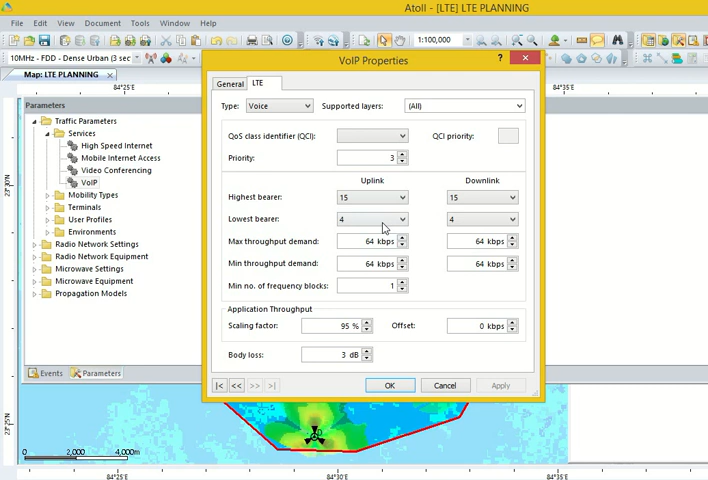 Atoll - [LTE] LTE PLANNING
File Edit View Document Tools Window Help
1:100,000
10MHz - FDD - Dense Urban (3 sec
Map: LTE PLANNING
84°25'E 84°35'E
Parameters
Traffic Parameters
Services
High Speed Internet
Mobile Internet Access
Video Conferencing
VoIP
Mobility Types
Terminals
User Profiles
Environments
Radio Network Settings
Radio Network Equipment
Microwave Settings
Microwave Equipment
Propagation Models
Events Parameters
VoIP Properties
General LTE
Type: Voice Supported layers: (All)
QoS class identifier (QCI): QCI priority:
Priority: 3
Uplink Downlink
Highest bearer: 15 15
Lowest bearer: 4 4
Max throughput demand: 64 kbps 64 kbps
Min throughput demand: 64 kbps 64 kbps
Min no. of frequency blocks: 1
Application Throughput
Scaling factor: 95 % Offset: 0 kbps
Body loss: 3 dB
|< << >> >| OK Cancel Apply
0 2,000 4,000m
84°25'E 84°30'E 84°35'E